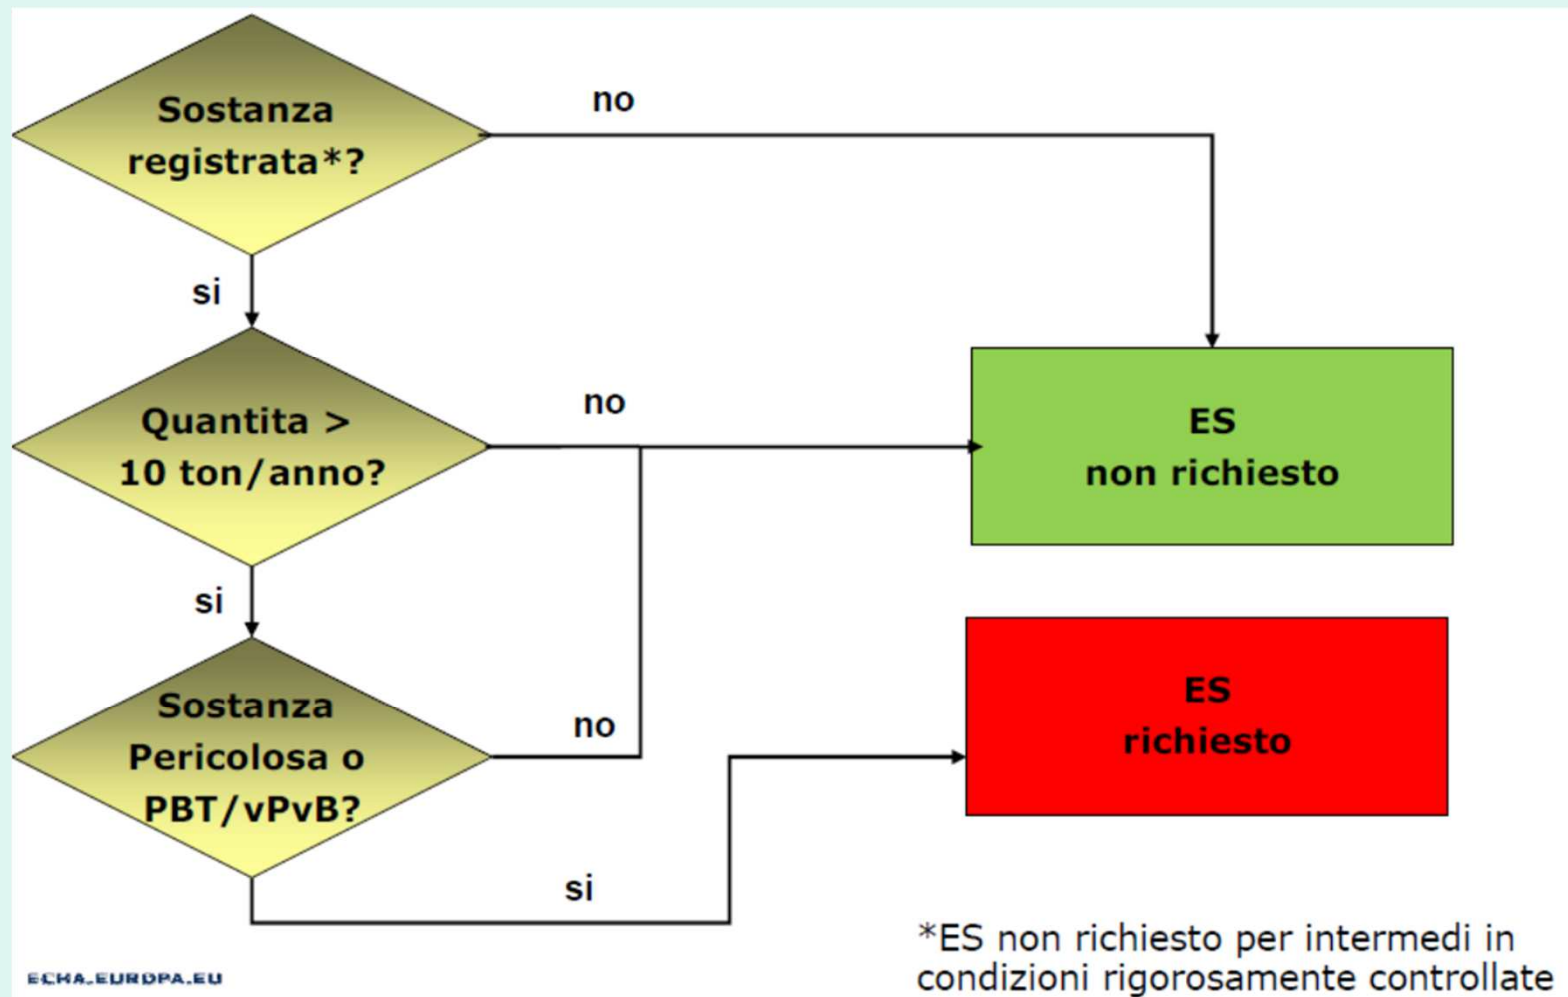 Sostanza
registrata*?
no
si
Quantita >
10 ton/anno?
no
ES
non richiesto
si
Sostanza
Pericolosa o
PBT/vPvB?
no
ES
richiesto
si
*ES non richiesto per intermedi in
condizioni rigorosamente controllate
ECHA.EUROPA.EU